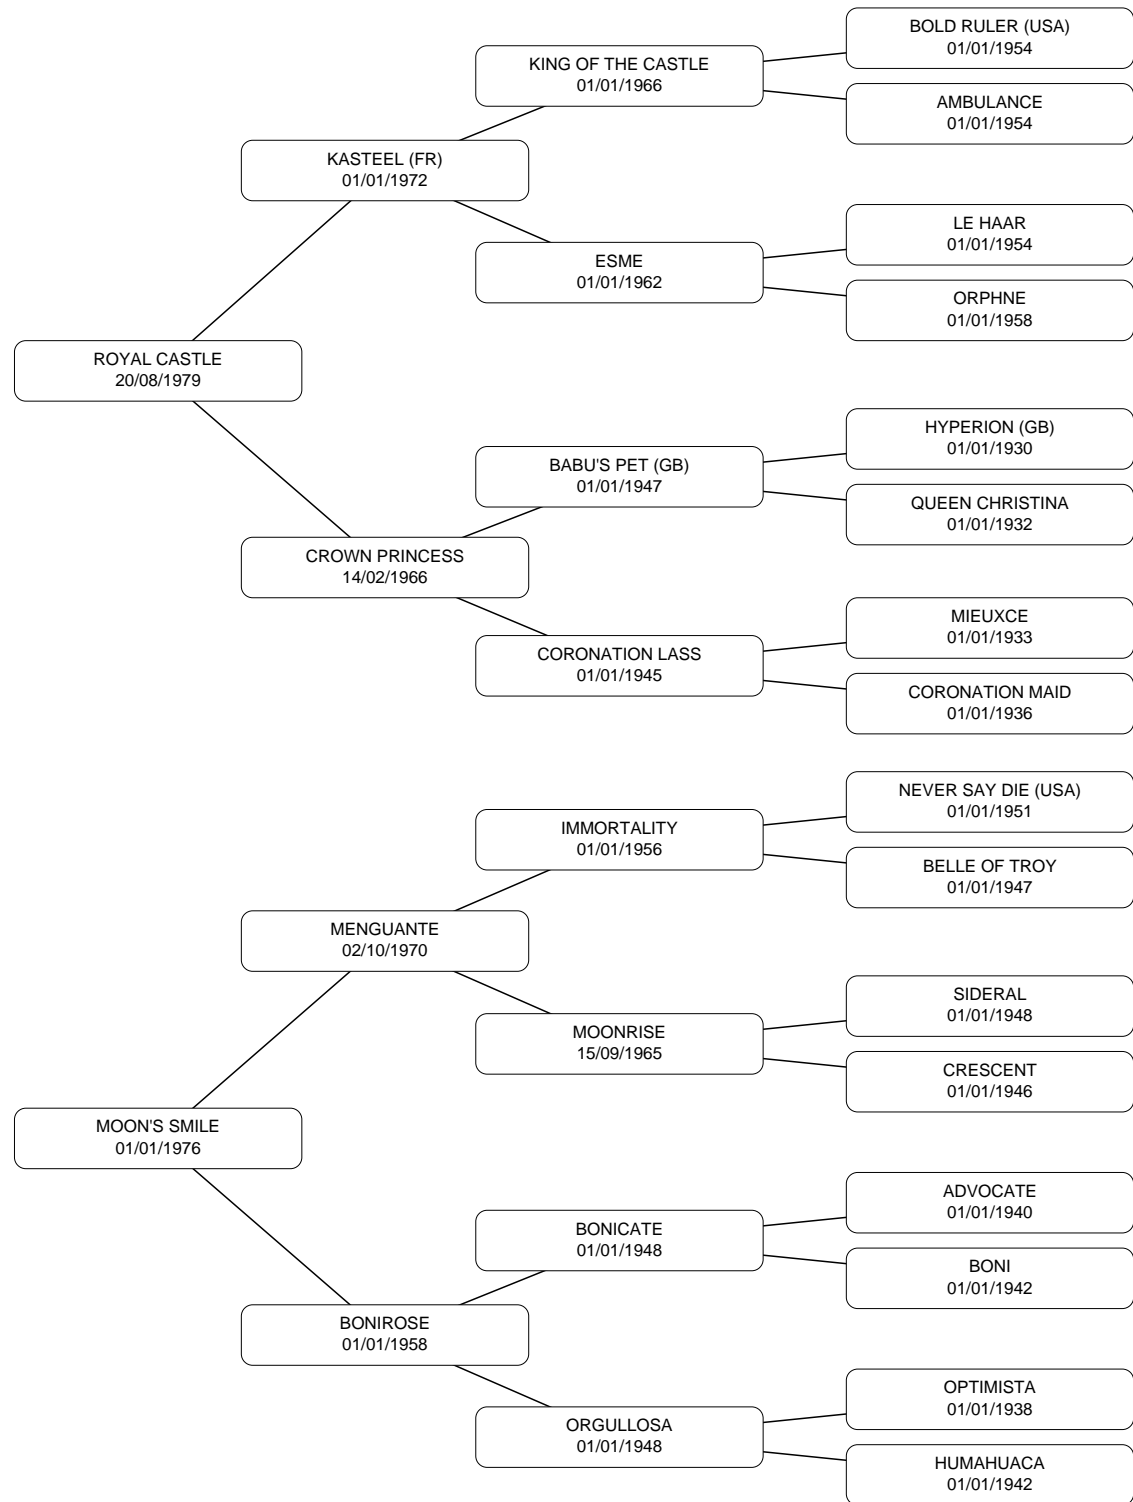 BOLD RULER (USA)
01/01/1954
KING OF THE CASTLE
01/01/1966
AMBULANCE
01/01/1954
KASTEEL (FR)
01/01/1972
LE HAAR
01/01/1954
ESME
01/01/1962
ORPHNE
01/01/1958
ROYAL CASTLE
20/08/1979
HYPERION (GB)
01/01/1930
BABU'S PET (GB)
01/01/1947
QUEEN CHRISTINA
01/01/1932
CROWN PRINCESS
14/02/1966
MIEUXCE
01/01/1933
CORONATION LASS
01/01/1945
CORONATION MAID
01/01/1936
NEVER SAY DIE (USA)
01/01/1951
IMMORTALITY
01/01/1956
BELLE OF TROY
01/01/1947
MENGUANTE
02/10/1970
SIDERAL
01/01/1948
MOONRISE
15/09/1965
CRESCENT
01/01/1946
MOON'S SMILE
01/01/1976
ADVOCATE
01/01/1940
BONICATE
01/01/1948
BONI
01/01/1942
BONIROSE
01/01/1958
OPTIMISTA
01/01/1938
ORGULLOSA
01/01/1948
HUMAHUACA
01/01/1942